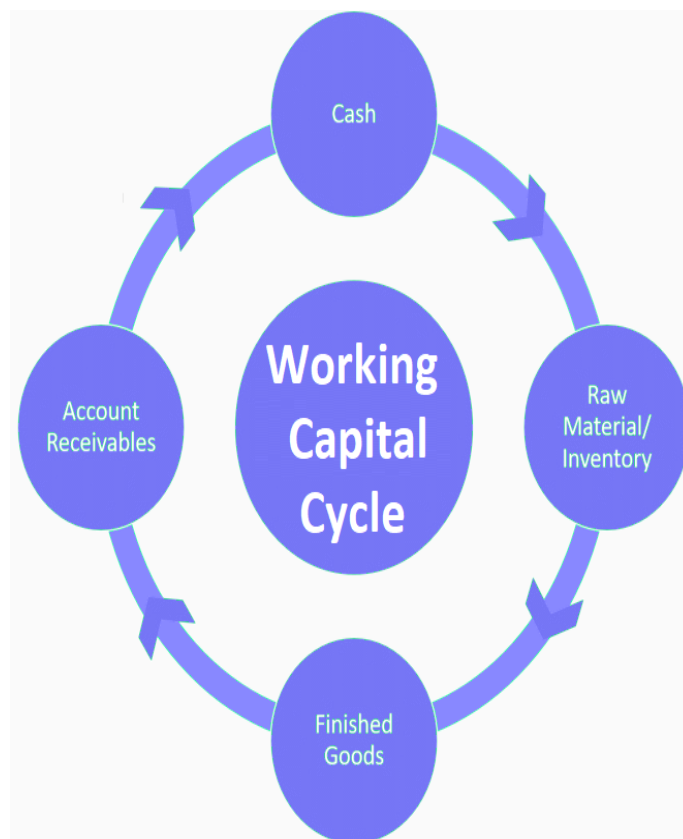 Cash
Working
Capital
Cycle
Account
Receivables
Raw
Material/
Inventory
Finished
Goods